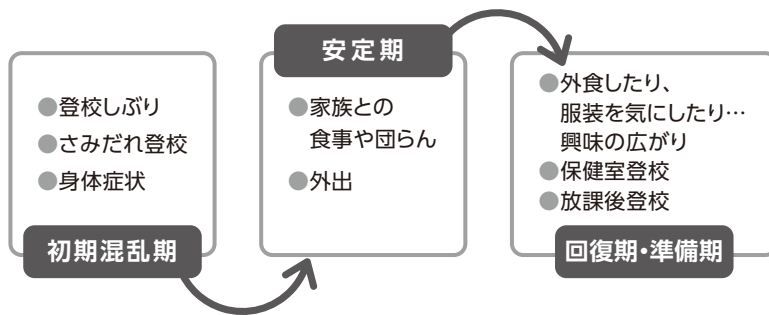 ●登校しぶり
●さみだれ登校
●身体症状
初期混乱期
安定期
●家族との
食事や団らん
●外出
●外食したり、
服装を気にしたり…
興味の広がり
●保健室登校
●放課後登校
回復期・準備期